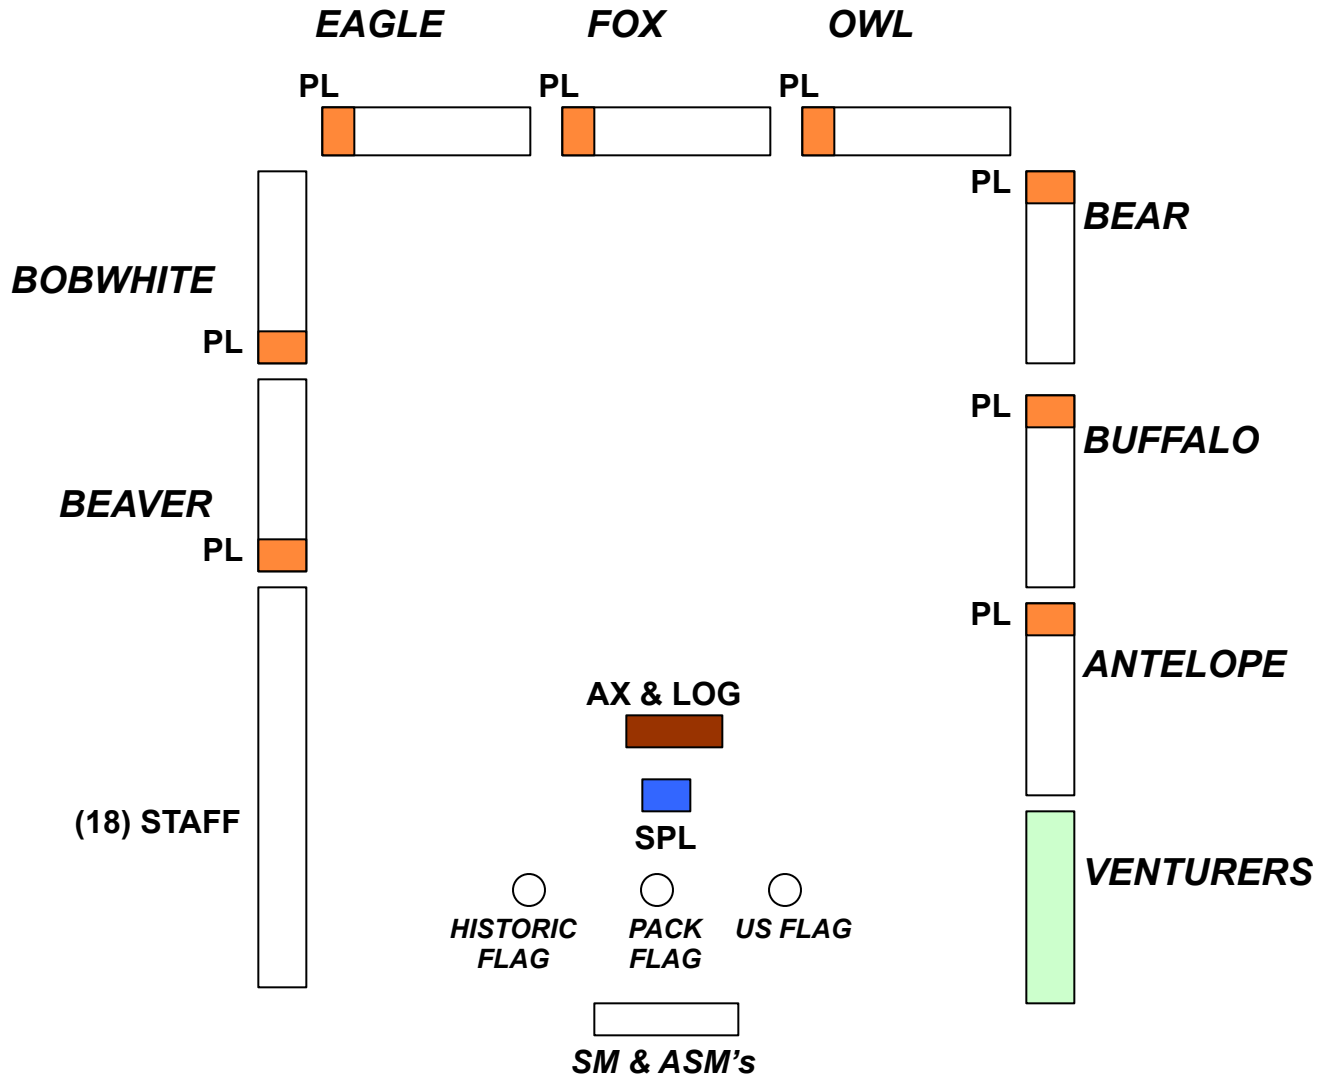 EAGLE FOX OWL
PL PL PL
PL
BEAR
BOBWHITE
PL
PL
BUFFALO
BEAVER
PL
PL
ANTELOPE
AX & LOG
(18) STAFF
SPL
VENTURERS
HISTORIC
FLAG
PACK
FLAG
US FLAG
SM & ASM’s